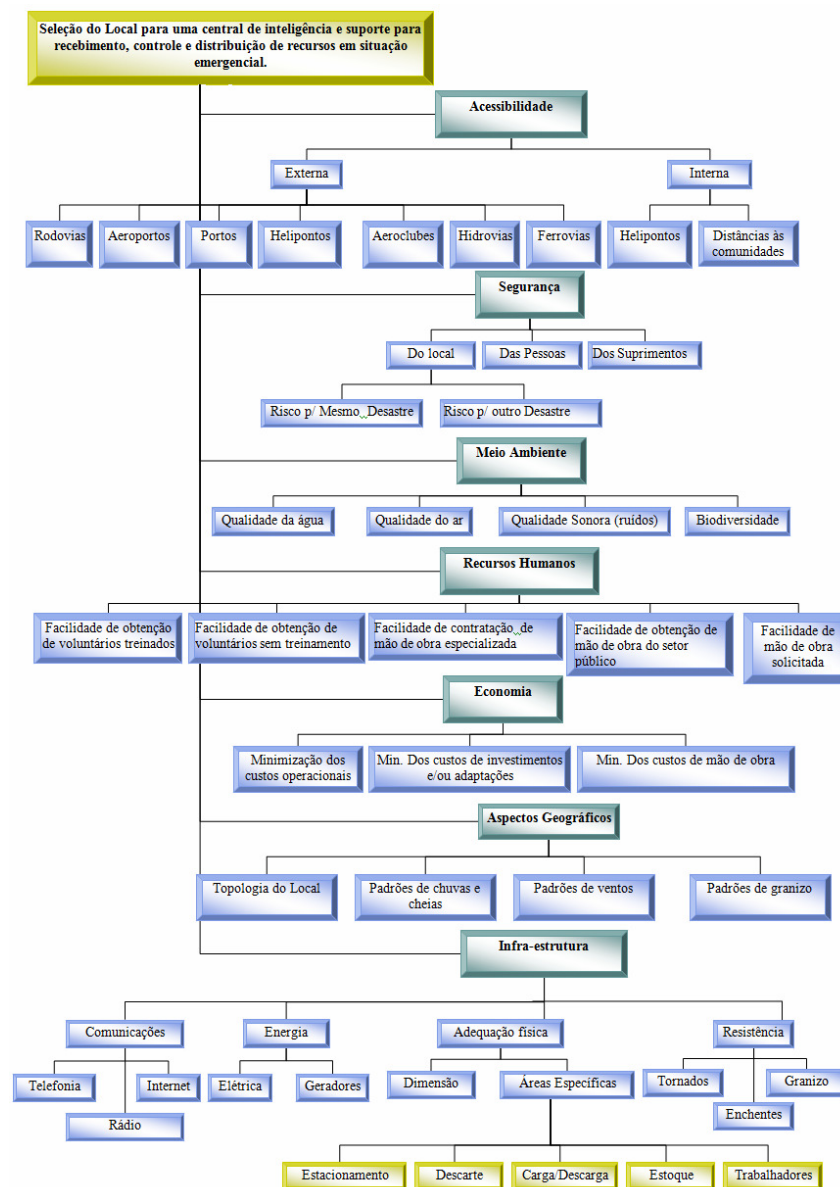 Seleção do Local para uma central de inteligência e suporte para
recebimento, controle e distribuição de recursos em situação
emergencial.
Acessibilidade
Externa
Interna
Rodovias
Aeroportos
Portos
Helipontos
Aeroclubes
Hidrovias
Ferrovias
Helipontos
Distâncias às
comunidades
Segurança
Do local
Das Pessoas
Dos Suprimentos
Risco p/ Mesmo Desastre
Risco p/ outro Desastre
Meio Ambiente
Qualidade da água
Qualidade do ar
Qualidade Sonora (ruídos)
Biodiversidade
Recursos Humanos
Facilidade de obtenção
de voluntários treinados
Facilidade de obtenção de
voluntários sem treinamento
Facilidade de contratação de
mão de obra especializada
Facilidade de obtenção de
mão de obra do setor
público
Facilidade de
mão de obra
solicitada
Economia
Minimização dos
custos operacionais
Min. Dos custos de investimentos
e/ou adaptações
Min. Dos custos de mão de obra
Aspectos Geográficos
Topologia do Local
Padrões de chuvas e
cheias
Padrões de ventos
Padrões de granizo
Infra-estrutura
Comunicações
Energia
Adequação física
Resistência
Telefonia
Internet
Rádio
Elétrica
Geradores
Dimensão
Áreas Específicas
Tornados
Granizo
Enchentes
Estacionamento
Descarte
Carga/Descarga
Estoque
Trabalhadores